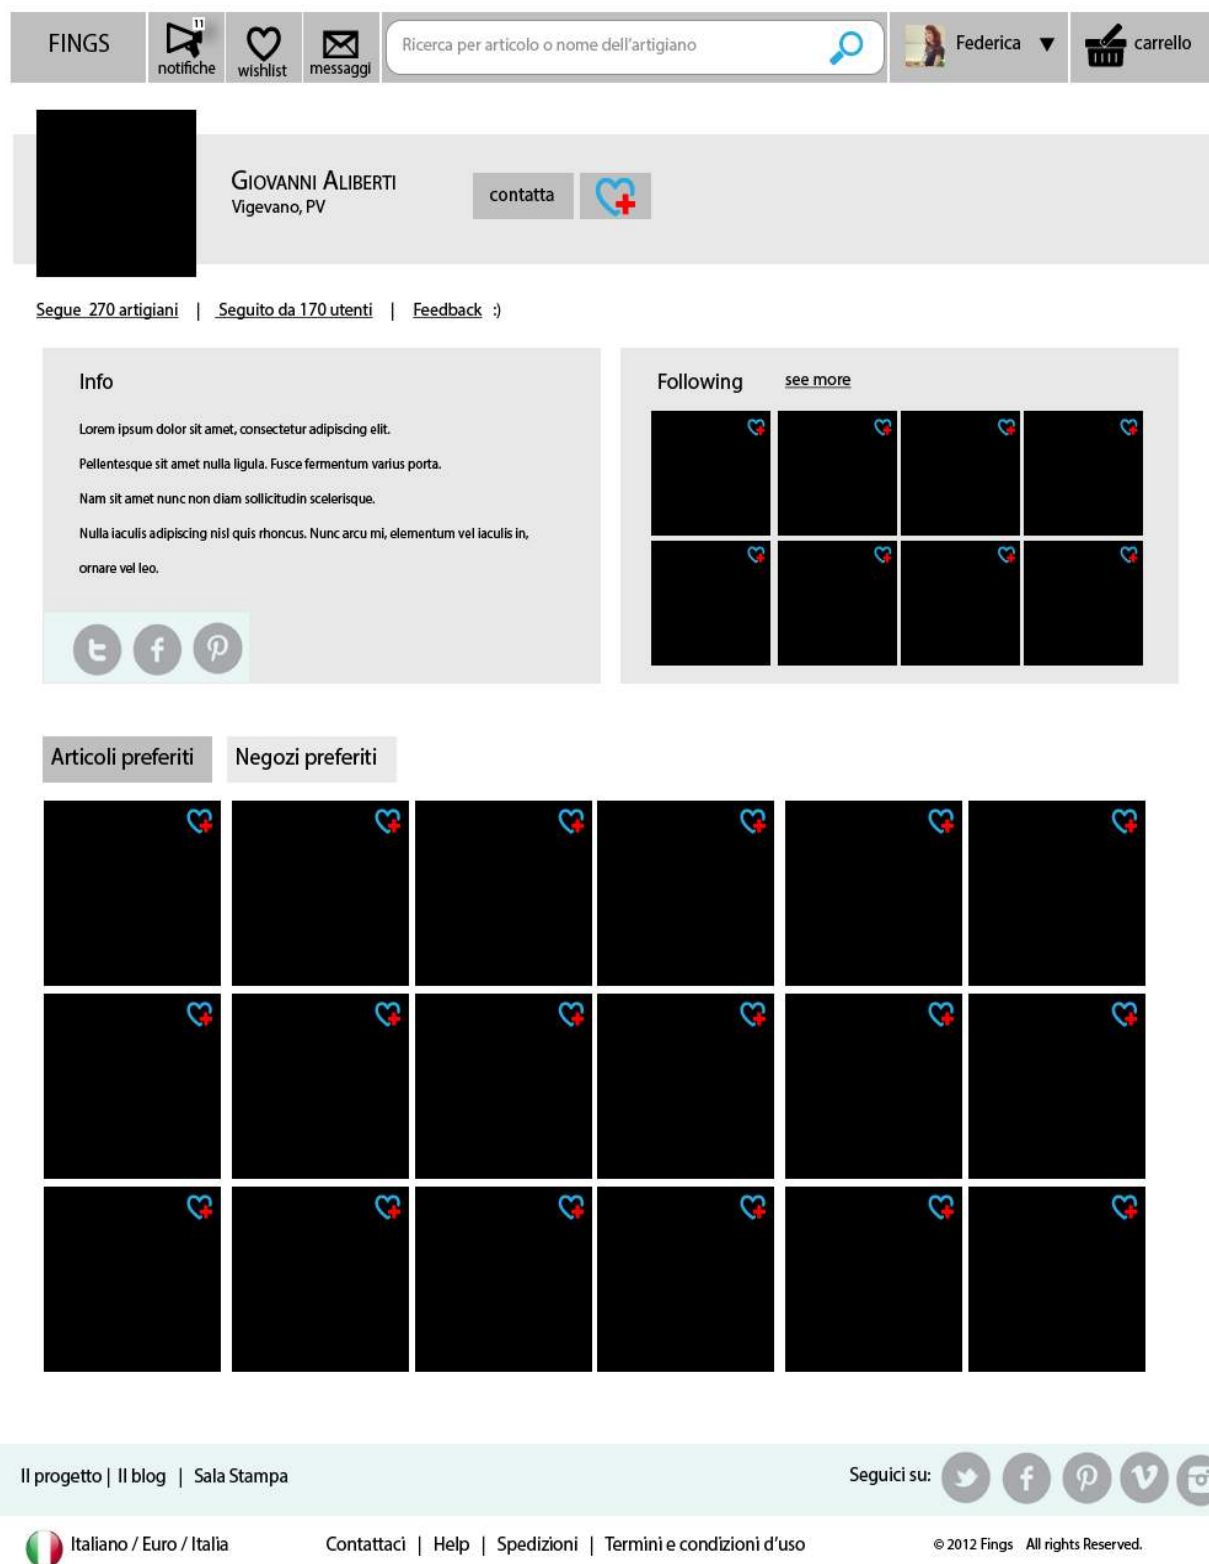 FINGS
11
notifiche
wishlist
messaggi
Ricerca per articolo o nome dell'artigiano
Federica ▼
carrello
GIOVANNI ALIBERTI
Vigevano, PV
contatta
Segue 270 artigiani | Seguito da 170 utenti | Feedback :)
Info
Lorem ipsum dolor sit amet, consectetur adipiscing elit.
Pellentesque sit amet nulla ligula. Fusce fermentum varius porta.
Nam sit amet nunc non diam sollicitudin scelerisque.
Nulla iaculis adipiscing nisl quis rhoncus. Nunc arcu mi, elementum vel iaculis in,
ornare vel leo.
Following see more
Articoli preferiti
Negozi preferiti
Il progetto | Il blog | Sala Stampa
Seguici su:
Italiano / Euro / Italia
Contattaci | Help | Spedizioni | Termini e condizioni d'uso
© 2012 Fings All rights Reserved.